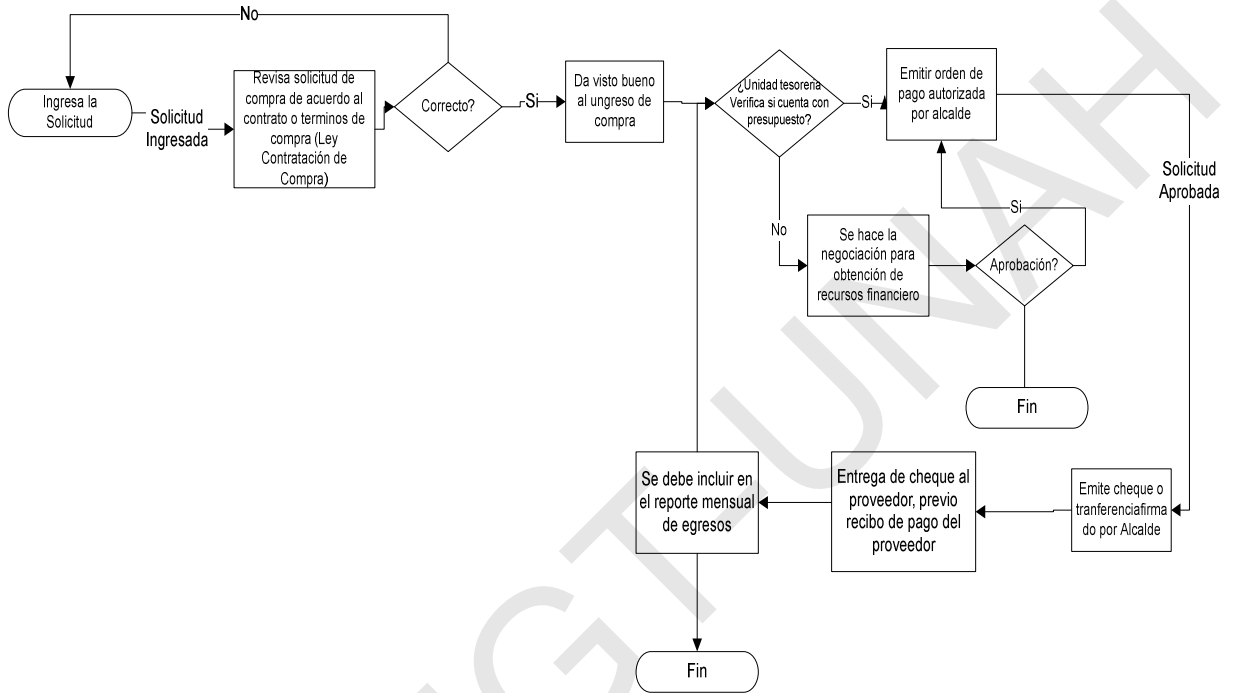 No
Ingresa la
Solicitud
Solicitud
Ingresada
Revisa solicitud de
compra de acuerdo al
contrato o terminos de
compra (Ley
Contratación de
Compra)
Correcto?
Si
Da visto bueno
al ungreso de
compra
¿Unidad tesoreria
Verifica si cuenta con
presupuesto?
Si
Emitir orden de
pago autorizada
por alcalde
Solicitud
Aprobada
No
Se hace la
negociación para
obtención de
recursos financiero
Aprobación?
Si
Fin
Se debe incluir en
el reporte mensual
de egresos
Entrega de cheque al
proveedor, previo
recibo de pago del
proveedor
Emite cheque o
tranferenciafirma
do por Alcalde
Fin
GT-UNAH